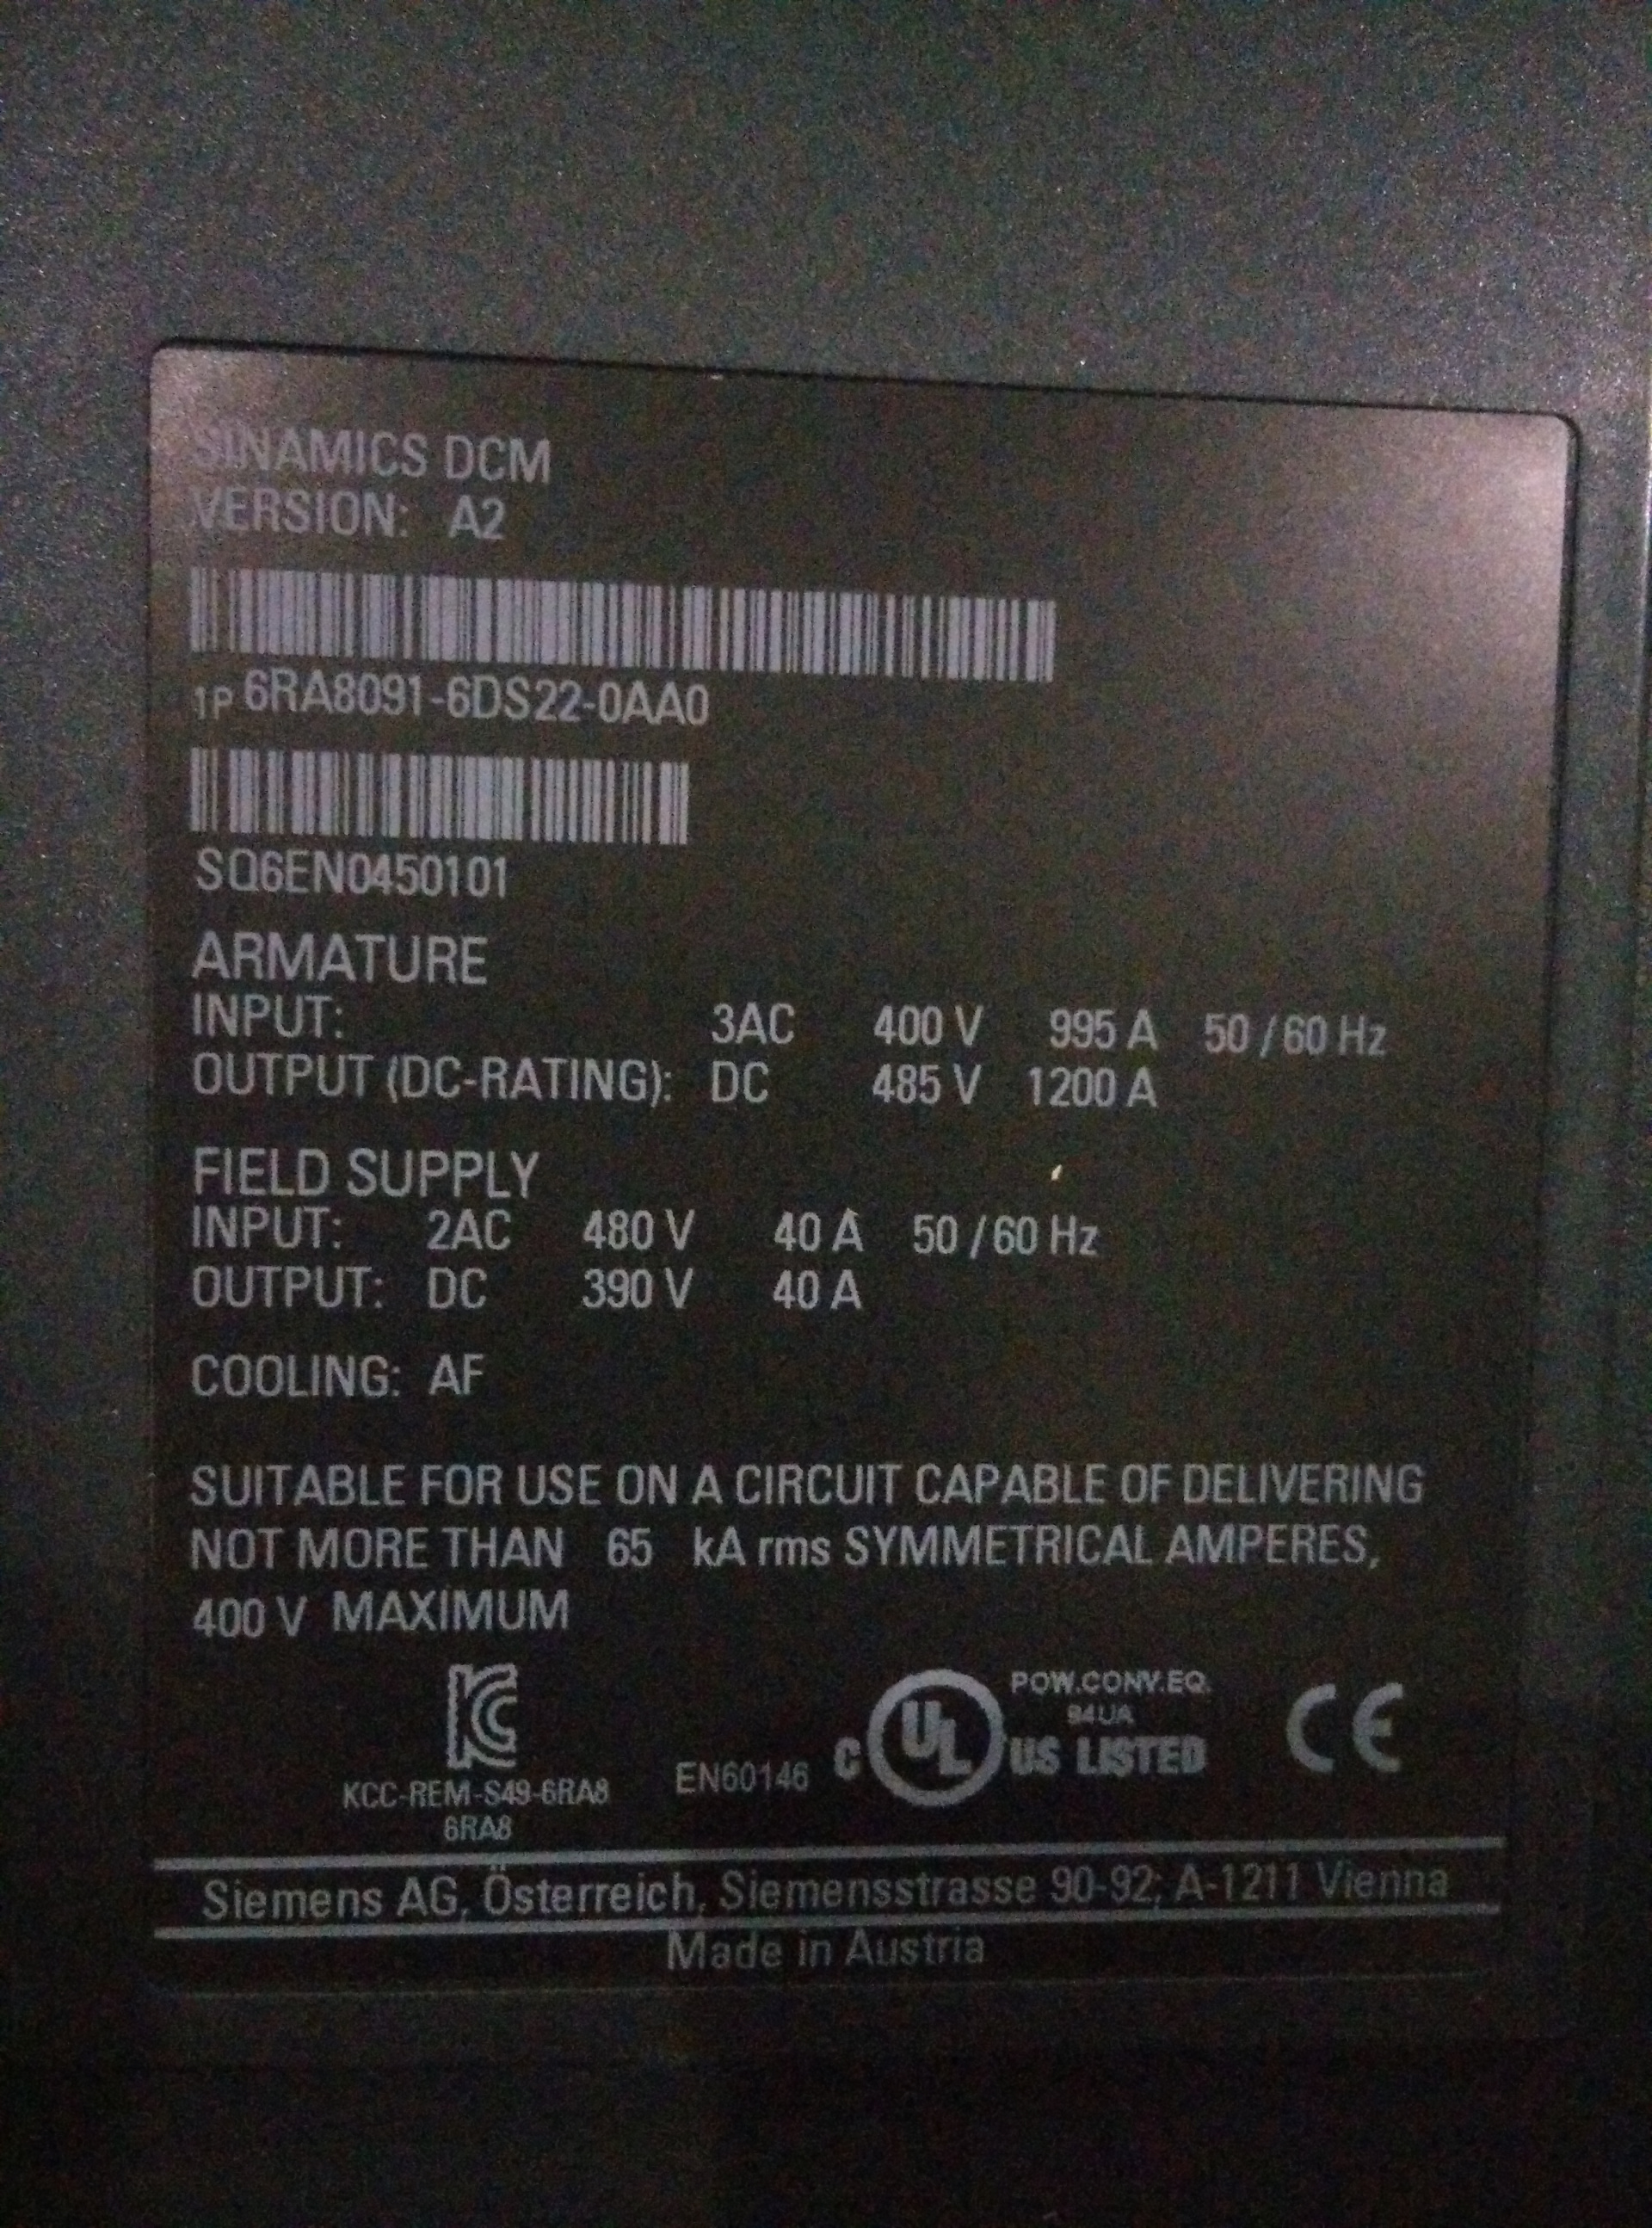 SINAMICS DCM
VERSION: A2
1P 6RA8091-6DS22-0AA0
SQ6EN0450101
ARMATURE
INPUT: 3AC 400 V 995 A 50 / 60 Hz
OUTPUT (DC-RATING): DC 485 V 1200 A
FIELD SUPPLY
INPUT: 2AC 480 V 40 A 50 / 60 Hz
OUTPUT: DC 390 V 40 A
COOLING: AF
SUITABLE FOR USE ON A CIRCUIT CAPABLE OF DELIVERING
NOT MORE THAN 65 kA rms SYMMETRICAL AMPERES,
400 V MAXIMUM
POW.CONV.EQ.
94UA
C UL US LISTED
CE
EN60146
KCC-REM-S49-6RA8
6RA8
Siemens AG, Österreich, Siemensstrasse 90-92; A-1211 Vienna
Made in Austria